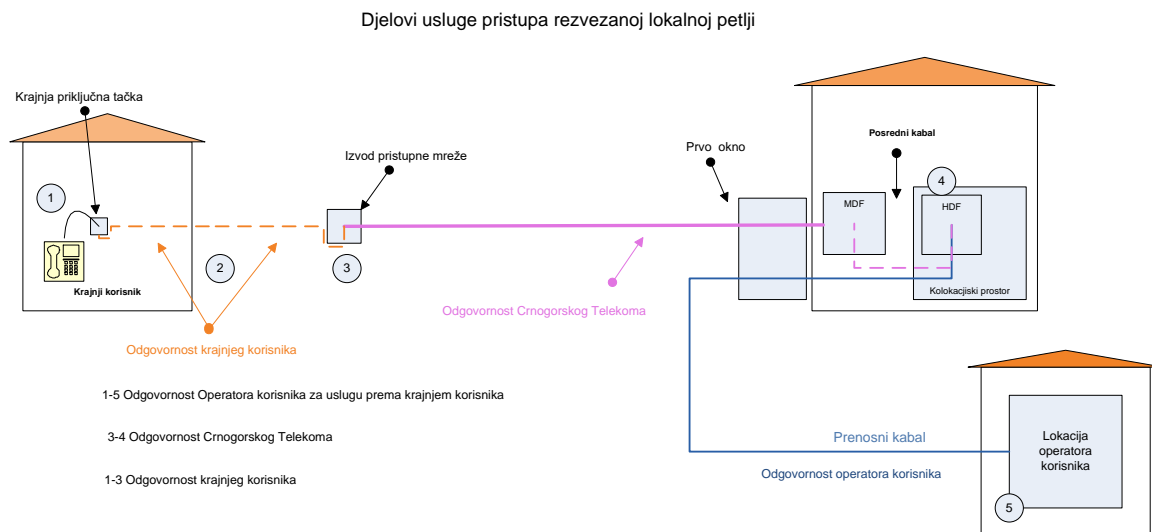 Djelovi usluge pristupa rezvezanoj lokalnoj petlji
Krajnja priključna tačka
Izvod pristupne mreže
Prvo okno
Posredni kabal
1
4
MDF
HDF
2
3
Krajnji korisnik
Kolokacjiski prostor
Odgovornost Crnogorskog Telekoma
Odgovornost krajnjeg korisnika
1-5 Odgovornost Operatora korisnika za uslugu prema krajnjem korisnika
3-4 Odgovornost Crnogorskog Telekoma
1-3 Odgovornost krajnjeg korisnika
Prenosni kabal
Odgovornost operatora korisnika
Lokacija
operatora
korisnika
5